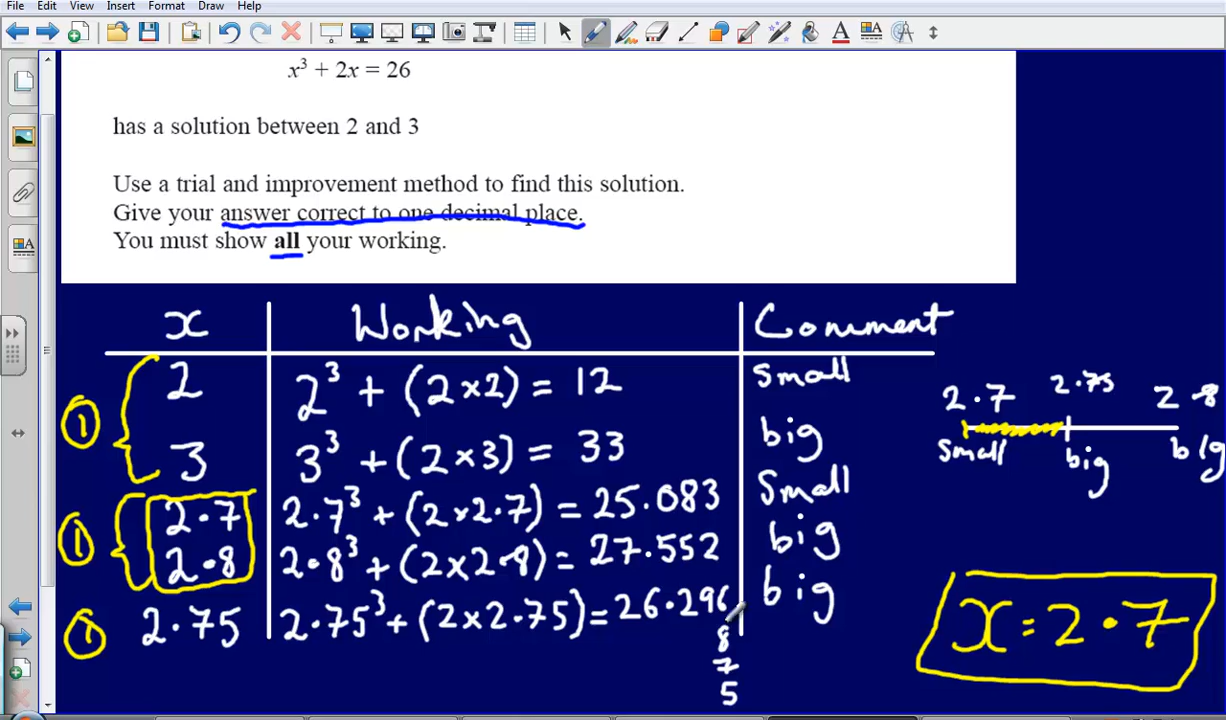 File Edit View Insert Format Draw Help
x³ + 2x = 26
has a solution between 2 and 3
Use a trial and improvement method to find this solution.
Give your answer correct to one decimal place.
You must show all your working.
x Working Comment
2 2³ + (2×2) = 12 small
3 3³ + (2×3) = 33 big
① 
2.7 2.7³ + (2×2.7) = 25.083 Small
2.8 2.8³ + (2×2.8) = 27.552 big
①
2.75 2.75³ + (2×2.75) = 26.296 big
①
8
7
5
2.7 2.75 2.8
small big big
x = 2.7